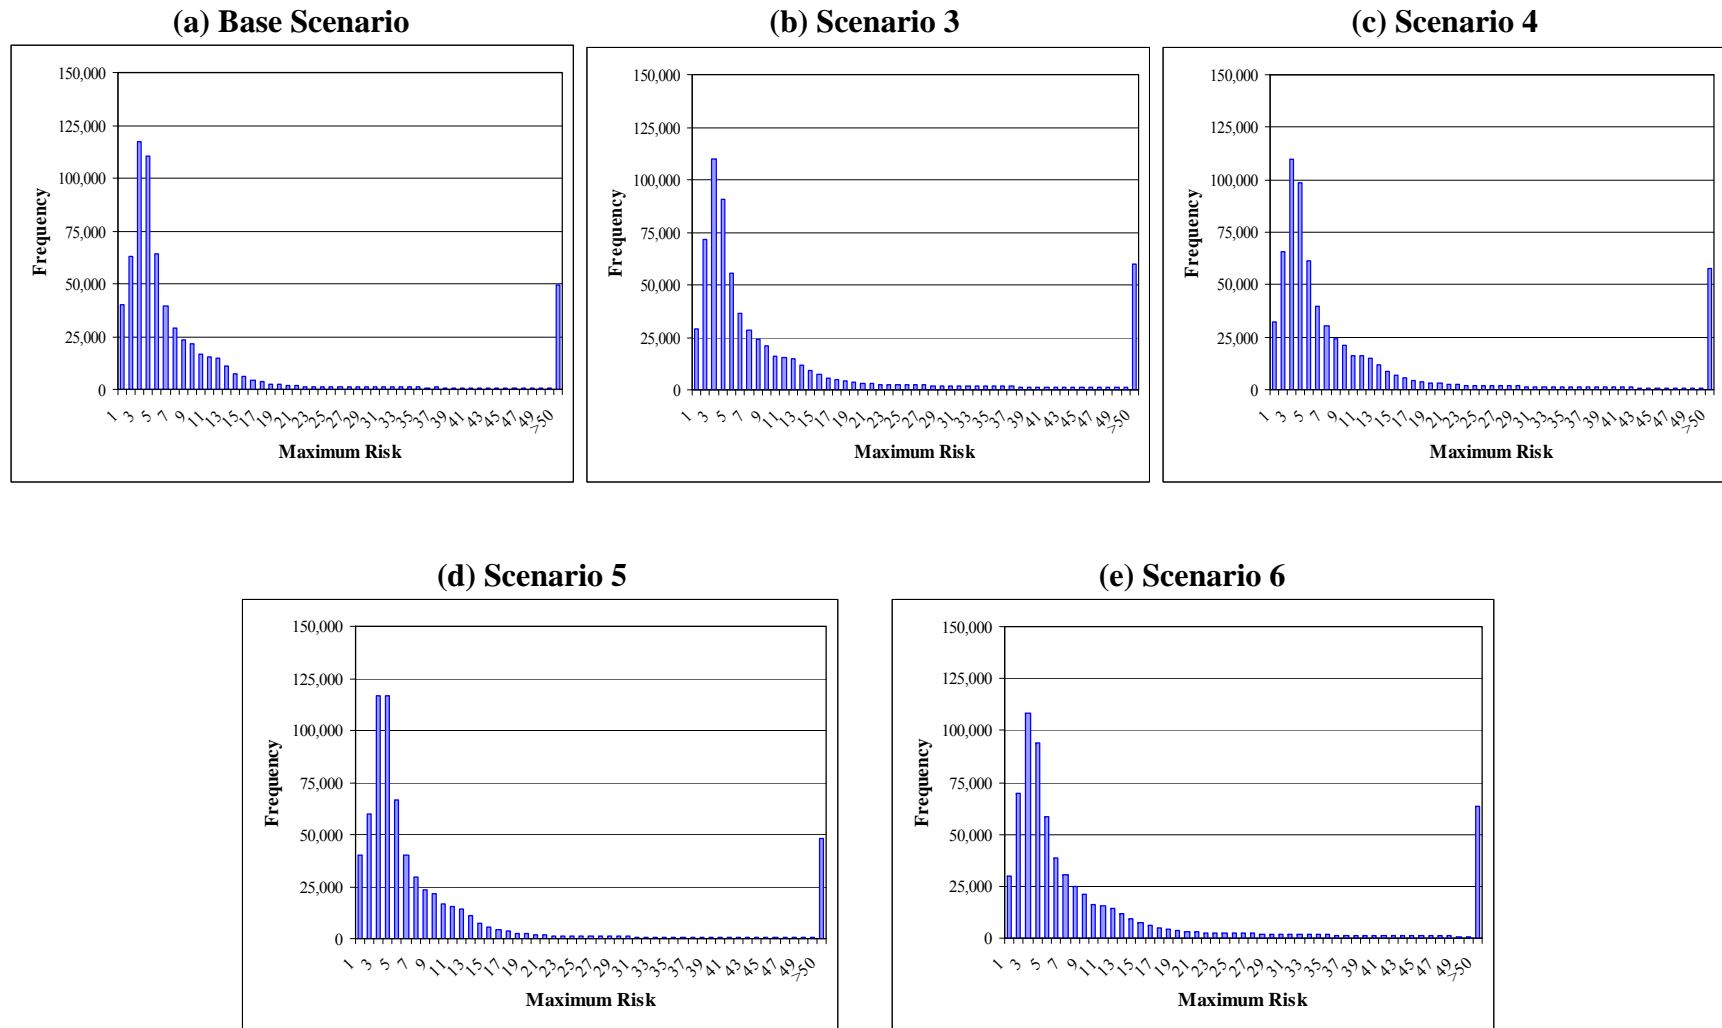 (a) Base Scenario
150,000
125,000
100,000
75,000
50,000
25,000
0
Frequency
1 3 5 7 9 11 13 15 17 19 21 23 25 27 29 31 33 35 37 39 41 43 45 47 49 >50
Maximum Risk
(b) Scenario 3
150,000
125,000
100,000
75,000
50,000
25,000
0
Frequency
1 3 5 7 9 11 13 15 17 19 21 23 25 27 29 31 33 35 37 39 41 43 45 47 49 >50
Maximum Risk
(c) Scenario 4
150,000
125,000
100,000
75,000
50,000
25,000
0
Frequency
1 3 5 7 9 11 13 15 17 19 21 23 25 27 29 31 33 35 37 39 41 43 45 47 49 >50
Maximum Risk
(d) Scenario 5
150,000
125,000
100,000
75,000
50,000
25,000
0
Frequency
1 3 5 7 9 11 13 15 17 19 21 23 25 27 29 31 33 35 37 39 41 43 45 47 49 >50
Maximum Risk
(e) Scenario 6
150,000
125,000
100,000
75,000
50,000
25,000
0
Frequency
1 3 5 7 9 11 13 15 17 19 21 23 25 27 29 31 33 35 37 39 41 43 45 47 49 >50
Maximum Risk